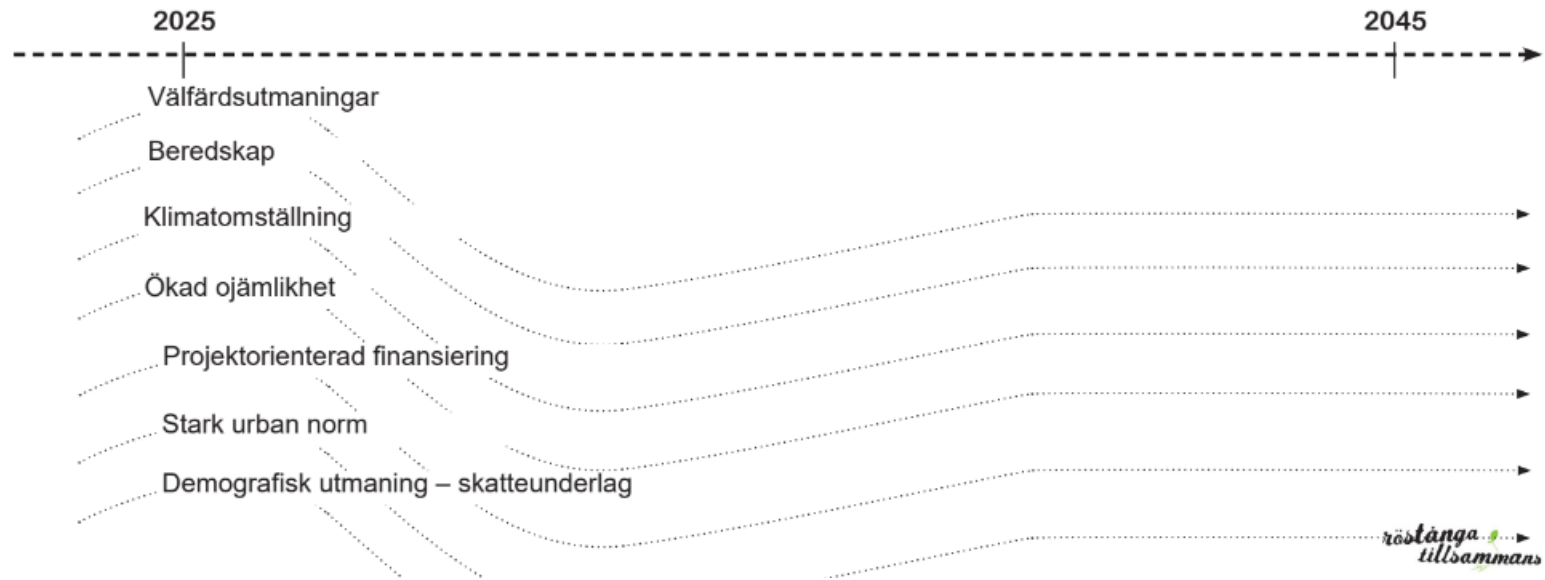 2025
2045
Välfärdsutmaningar
Beredskap
Klimatomställning
Ökad ojämlikhet
Projektorienterad finansiering
Stark urban norm
Demografisk utmaning – skatteunderlag
röstånga
tillsammans